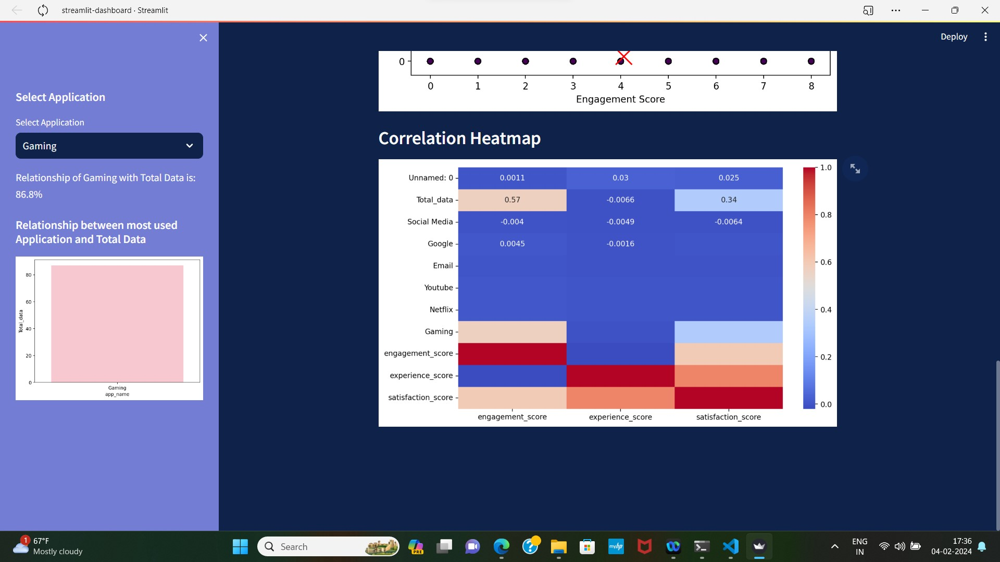 streamlit-dashboard · Streamlit
Deploy
Select Application
Select Application
Gaming
Relationship of Gaming with Total Data is:
86.8%
Relationship between most used
Application and Total Data
80
60
40
20
0
Total_data
Gaming
app_name
0
0 1 2 3 4 5 6 7 8
Engagement Score
Correlation Heatmap
Unnamed: 0 0.0011 0.03 0.025
Total_data 0.57 -0.0066 0.34
Social Media -0.004 -0.0049 -0.0064
Google 0.0045 -0.0016
Email
Youtube
Netflix
Gaming
engagement_score
experience_score
satisfaction_score
engagement_score experience_score satisfaction_score
1.0
0.8
0.6
0.4
0.2
0.0
1
67°F
Mostly cloudy
Search
PRE
myhp
ENG
IN
17:36
04-02-2024